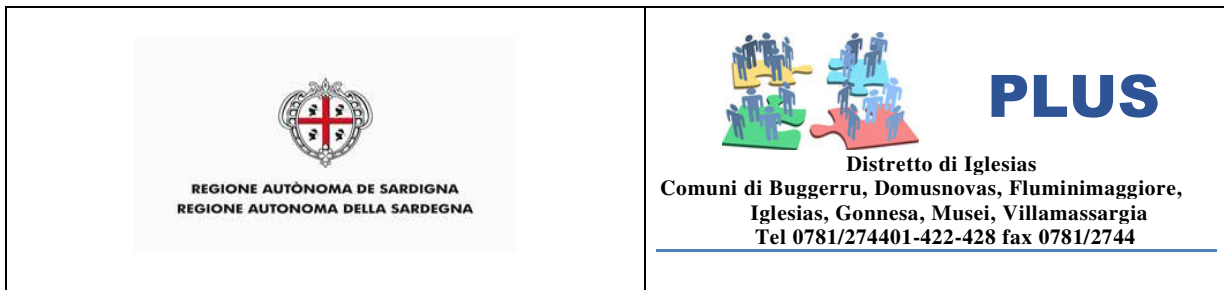 REGIONE AUTÒNOMA DE SARDIGNA
REGIONE AUTONOMA DELLA SARDEGNA
PLUS
Distretto di Iglesias
Comuni di Buggerru, Domusnovas, Fluminimaggiore,
Iglesias, Gonnesa, Musei, Villamassargia
Tel 0781/274401-422-428 fax 0781/2744